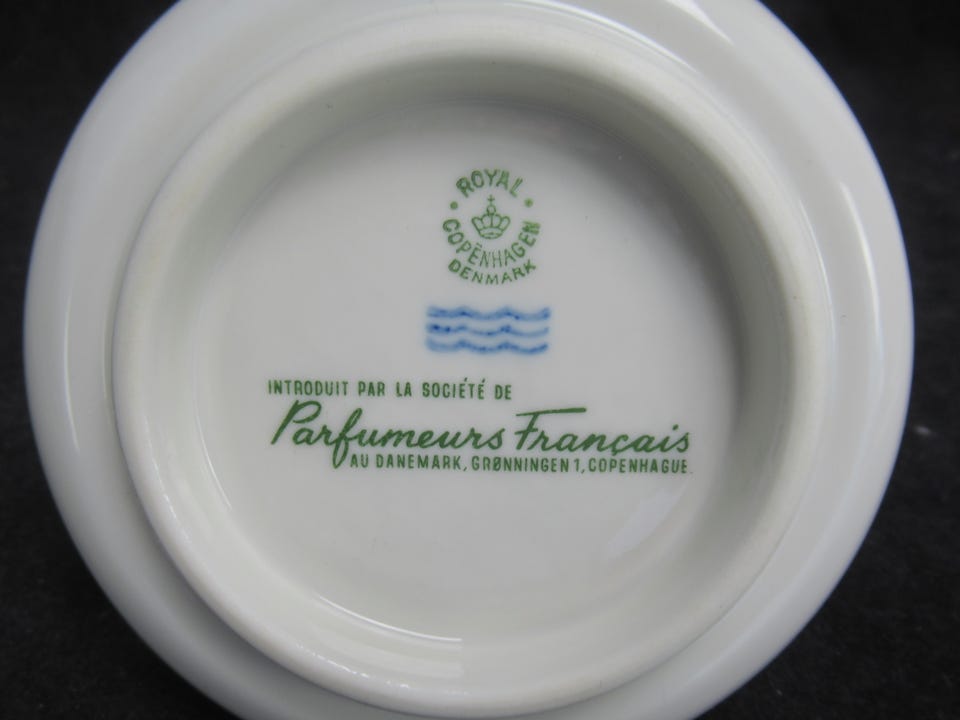 ROYAL
COPENHAGEN
DENMARK
INTRODUIT PAR LA SOCIÉTÉ DE
Parfumeurs Français
AU DANEMARK, GRØNNINGEN 1, COPENHAGUE.